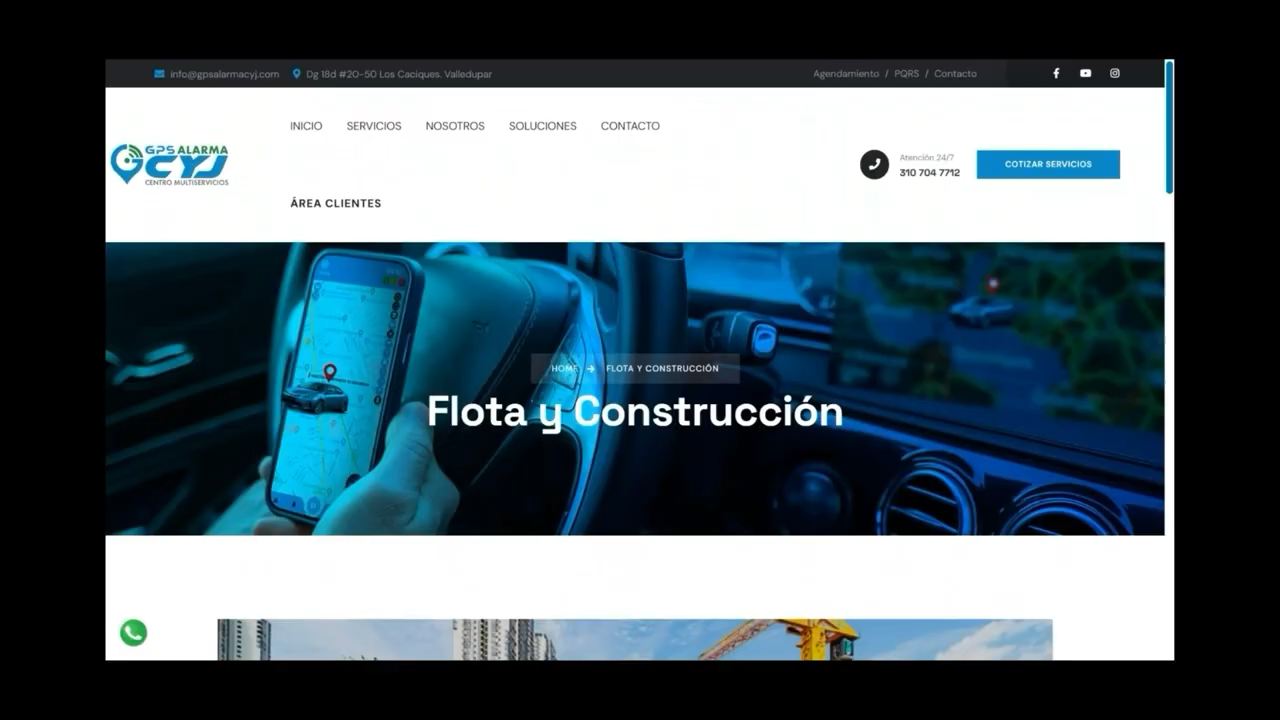 info@gpsalarmacyj.com Dg 18d #20-50 Los Caciques. Valledupar Agendamiento / PQRS / Contacto
INICIO SERVICIOS NOSOTROS SOLUCIONES CONTACTO
GPS ALARMA
CYJ
CENTRO MULTISERVICIOS
Atención 24/7
310 704 7712
COTIZAR SERVICIOS
ÁREA CLIENTES
HOME → FLOTA Y CONSTRUCCIÓN
Flota y Construcción